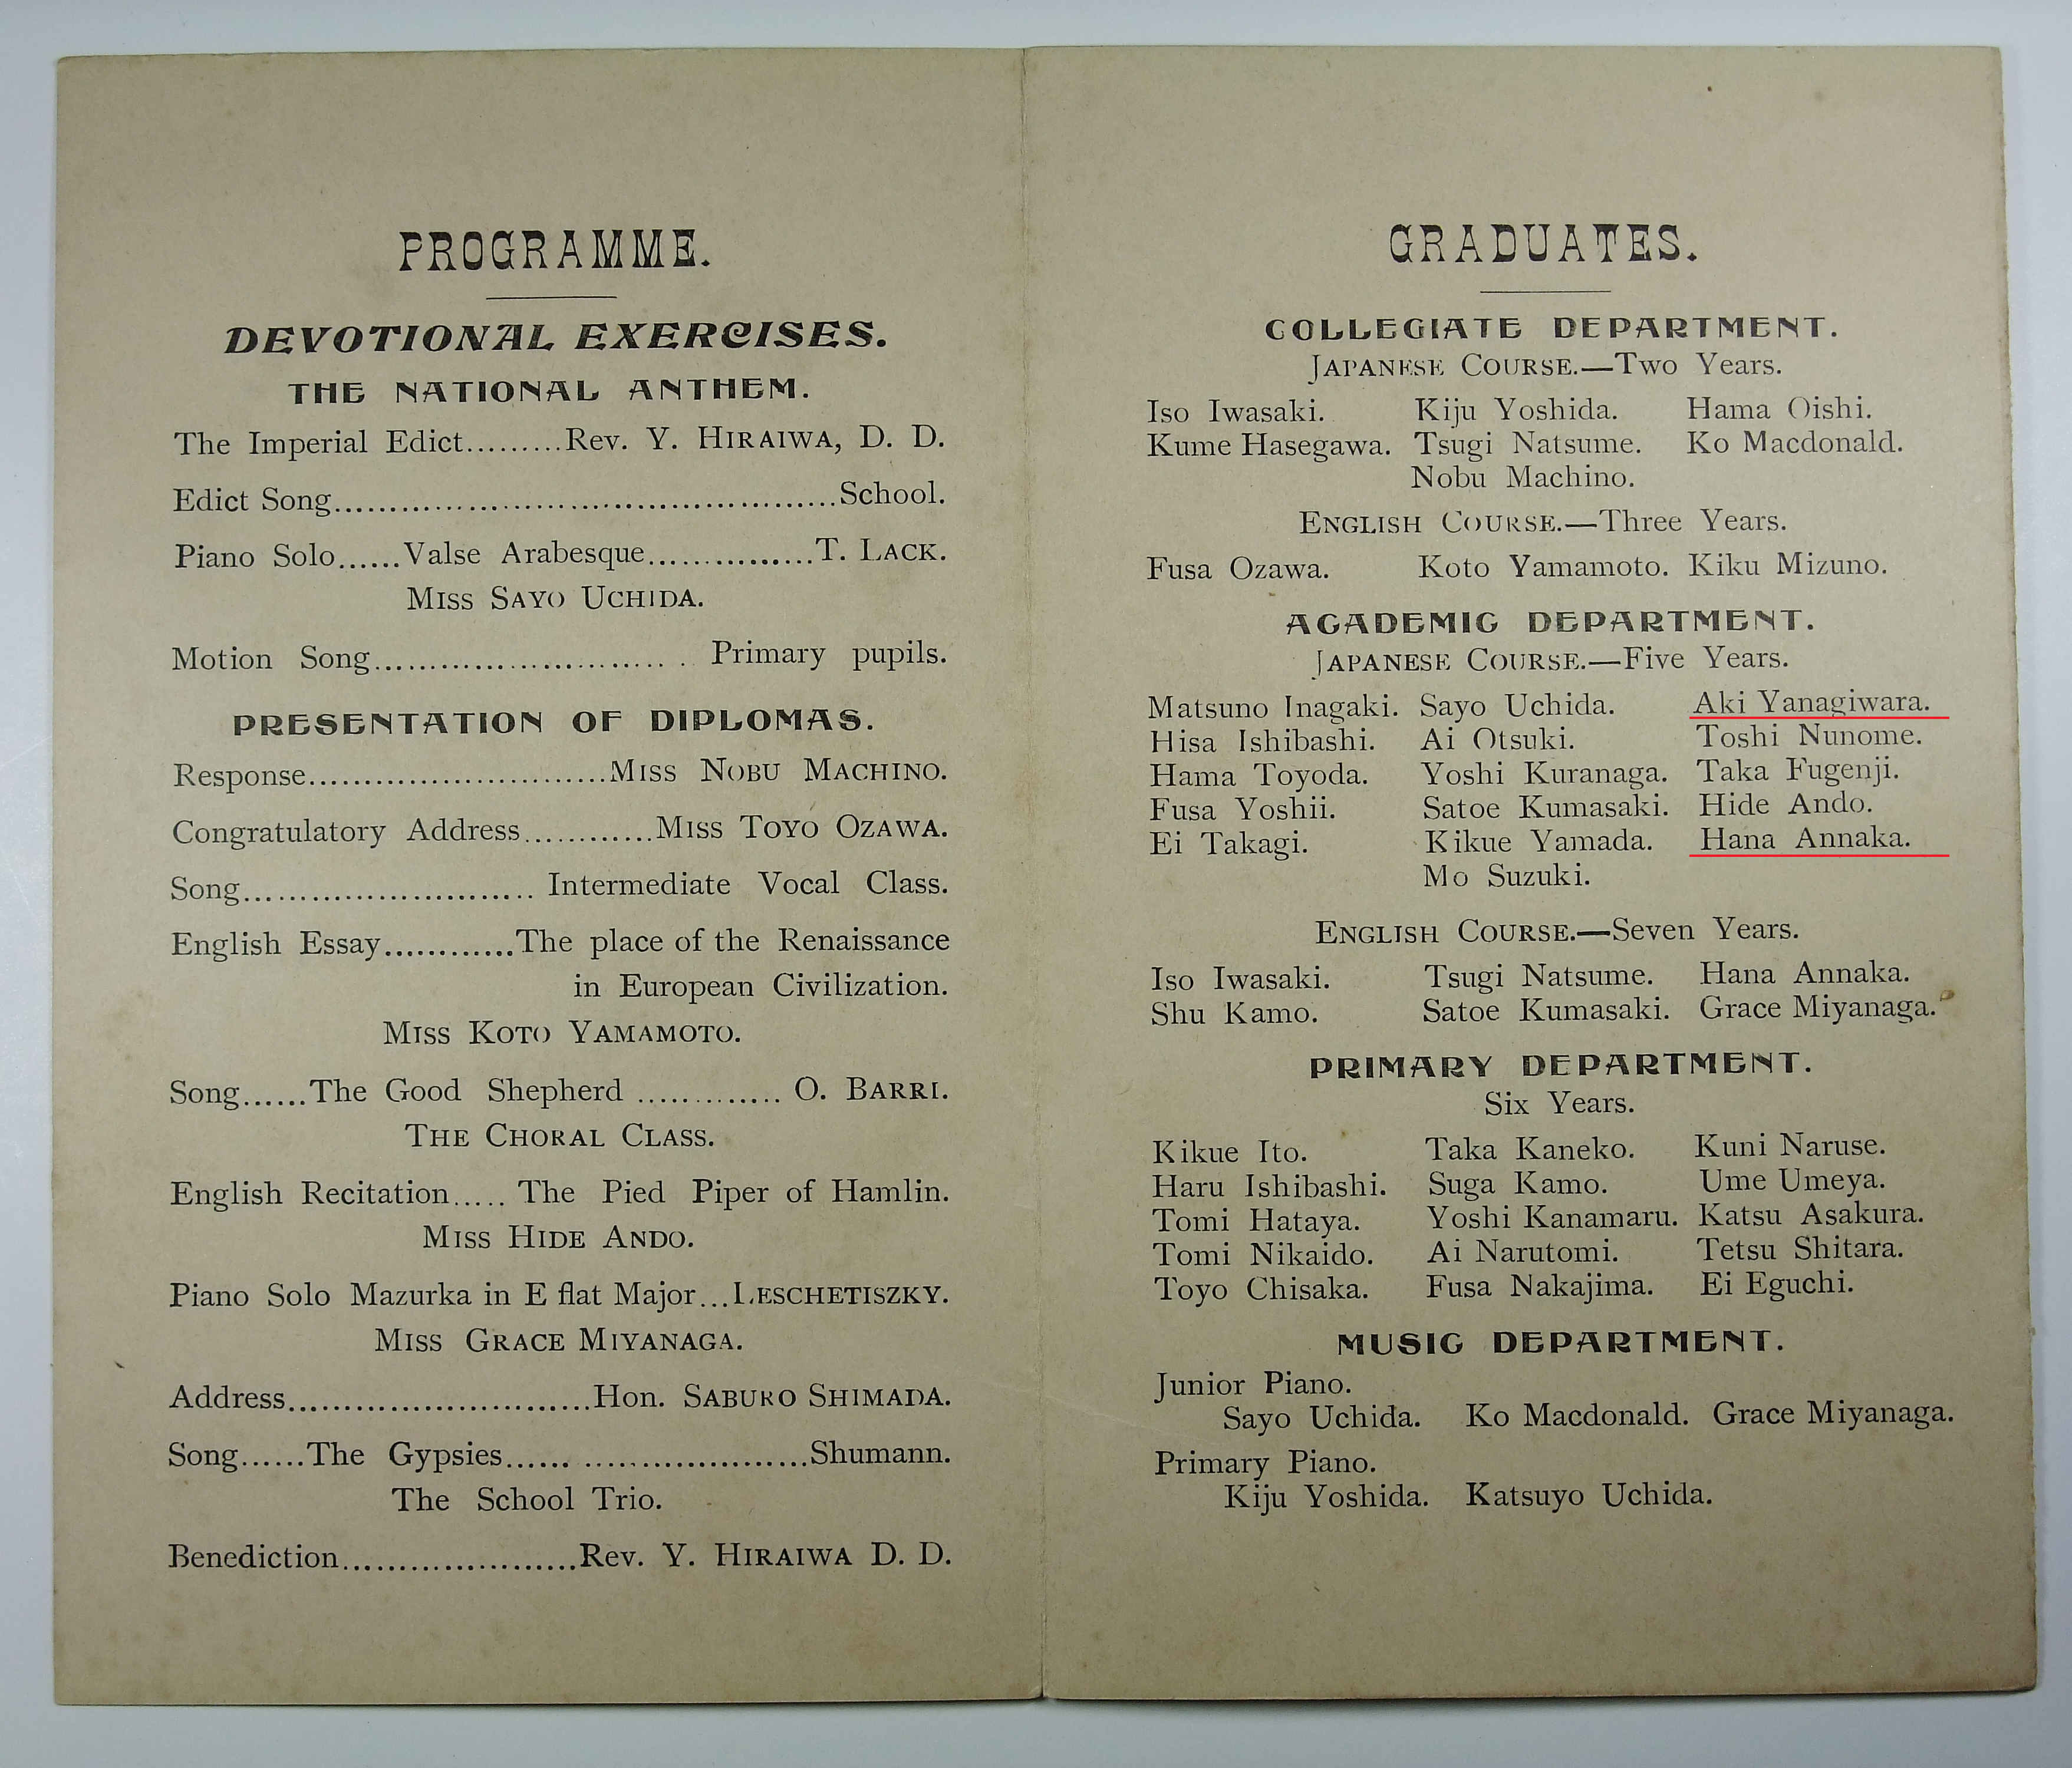 PROGRAMME.
DEVOTIONAL EXERCISES.
THE NATIONAL ANTHEM.
The Imperial Edict.........Rev. Y. HIRAIWA, D. D.
Edict Song.............................................School.
Piano Solo......Valse Arabesque...............T. LACK.
MISS SAYO UCHIDA.
Motion Song.......................... . Primary pupils.
PRESENTATION OF DIPLOMAS.
Response..........................MISS NOBU MACHINO.
Congratulatory Address............MISS TOYO OZAWA.
Song.......................... Intermediate Vocal Class.
English Essay............The place of the Renaissance
in European Civilization.
MISS KOTO YAMAMOTO.
Song......The Good Shepherd ............. O. BARRI.
THE CHORAL CLASS.
English Recitation..... The Pied Piper of Hamlin.
MISS HIDE ANDO.
Piano Solo Mazurka in E flat Major...LESCHETISZKY.
MISS GRACE MIYANAGA.
Address...........................Hon. SABURO SHIMADA.
Song......The Gypsies...... ....................Shumann.
The School Trio.
Benediction.....................Rev. Y. HIRAIWA D. D.
GRADUATES.
COLLEGIATE DEPARTMENT.
JAPANESE COURSE.—Two Years.
Iso Iwasaki. Kiju Yoshida. Hama Oishi.
Kume Hasegawa. Tsugi Natsume. Ko Macdonald.
Nobu Machino.
ENGLISH COURSE.—Three Years.
Fusa Ozawa. Koto Yamamoto. Kiku Mizuno.
ACADEMIC DEPARTMENT.
JAPANESE COURSE.—Five Years.
Matsuno Inagaki. Sayo Uchida. Aki Yanagiwara.
Hisa Ishibashi. Ai Otsuki. Toshi Nunome.
Hama Toyoda. Yoshi Kuranaga. Taka Fugenji.
Fusa Yoshii. Satoe Kumasaki. Hide Ando.
Ei Takagi. Kikue Yamada. Hana Annaka.
Mo Suzuki.
ENGLISH COURSE.—Seven Years.
Iso Iwasaki. Tsugi Natsume. Hana Annaka.
Shu Kamo. Satoe Kumasaki. Grace Miyanaga.
PRIMARY DEPARTMENT.
Six Years.
Kikue Ito. Taka Kaneko. Kuni Naruse.
Haru Ishibashi. Suga Kamo. Ume Umeya.
Tomi Hataya. Yoshi Kanamaru. Katsu Asakura.
Tomi Nikaido. Ai Narutomi. Tetsu Shitara.
Toyo Chisaka. Fusa Nakajima. Ei Eguchi.
MUSIC DEPARTMENT.
Junior Piano.
Sayo Uchida. Ko Macdonald. Grace Miyanaga.
Primary Piano.
Kiju Yoshida. Katsuyo Uchida.